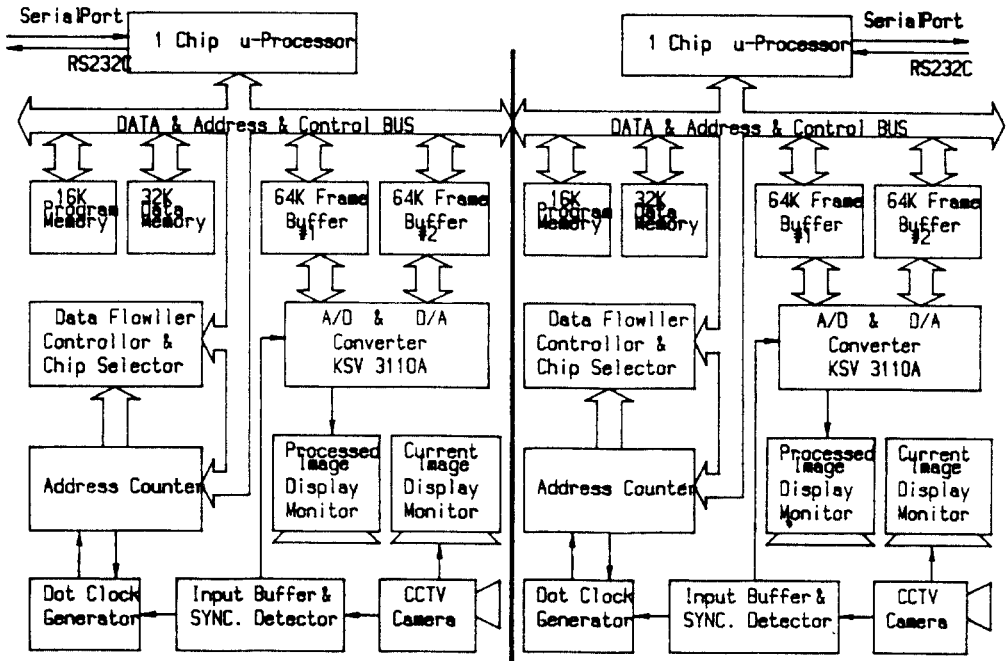 SerialPort
1 Chip u-Processor
RS232C
DATA & Address & Control BUS
16K
Program
Memory
32K
Data
Memory
64K Frame
Buffer
#1
64K Frame
Buffer
#2
Data Flowller
Controllor &
Chip Selector
A/D & D/A
Converter
KSV 3110A
Address Counter
Processed
Image
Display
Monitor
Current
Image
Display
Monitor
Dot Clock
Generator
Input Buffer &
SYNC. Detector
CCTV
Camera
1 Chip u-Processor
SerialPort
RS232C
DATA & Address & Control BUS
16K
Program
Memory
32K
Data
Memory
64K Frame
Buffer
#1
64K Frame
Buffer
#2
Data Flowller
Controllor &
Chip Selector
A/D & D/A
Converter
KSV 3110A
Address Counter
Processed
Image
Display
Monitor
Current
Image
Display
Monitor
Dot Clock
Generator
Input Buffer &
SYNC. Detector
CCTV
Camera